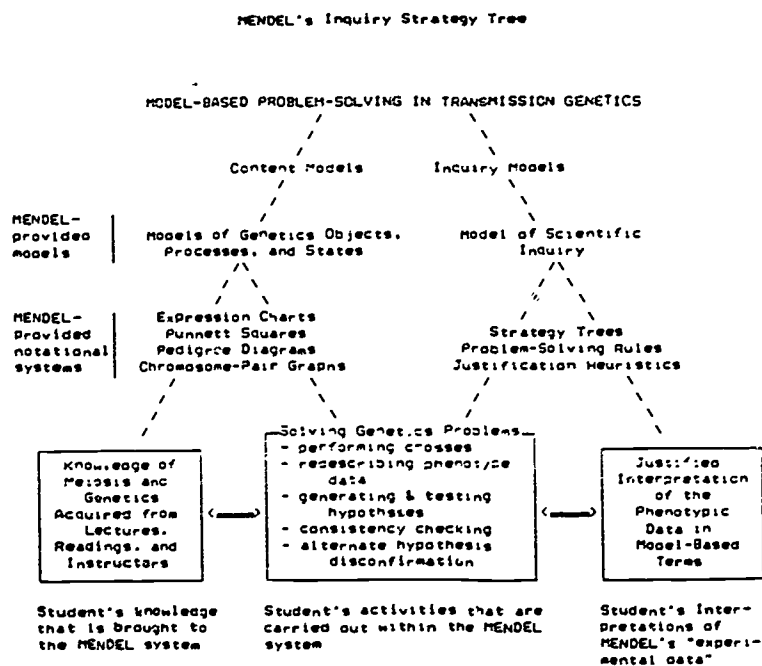 MENDEL's Inquiry Strategy Tree
MODEL-BASED PROBLEM-SOLVING IN TRANSMISSION GENETICS
Content Models
Inquiry Models
MENDEL-
provided
models
Models of Genetics Objects,
Processes, and States
Model of Scientific
Inquiry
MENDEL-
Provided
notational
systems
Expression Charts
Punnett Squares
Pedigree Diagrams
Chromosome-Pair Graphs
Strategy Trees
Problem-Solving Rules
Justification Heuristics
Knowledge of
Meiosis and
Genetics
Acquired from
Lectures,
Readings, and
Instructors
Solving Genetics Problems
- performing crosses
- redescribing phenotype
data
- generating & testing
hypotheses
- consistency checking
- alternate hypothesis
disconfirmation
Justified
Interpretation
of the
Phenotypic
Data in
Model-Based
Terms
Student's knowledge
that is brought to
the MENDEL system
Student's activities that are
carried out within the MENDEL
system
Student's Inter-
pretations of
MENDEL's "experi-
mental data"